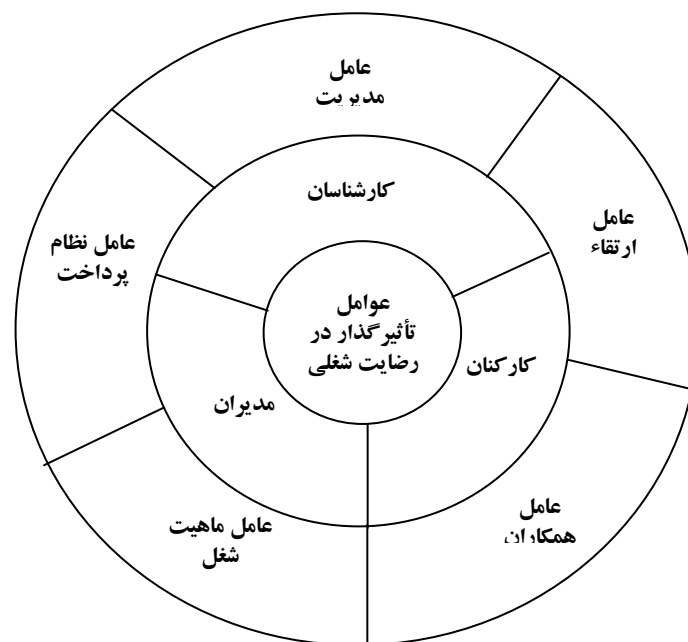 عامل
مدیریت
کارشناسان
عامل
ارتقاء
عامل نظام
پرداخت
عوامل
تأثیرگذار در
رضایت شغلی
کارکنان
مدیران
عامل
همکاران
عامل ماهیت
شغل